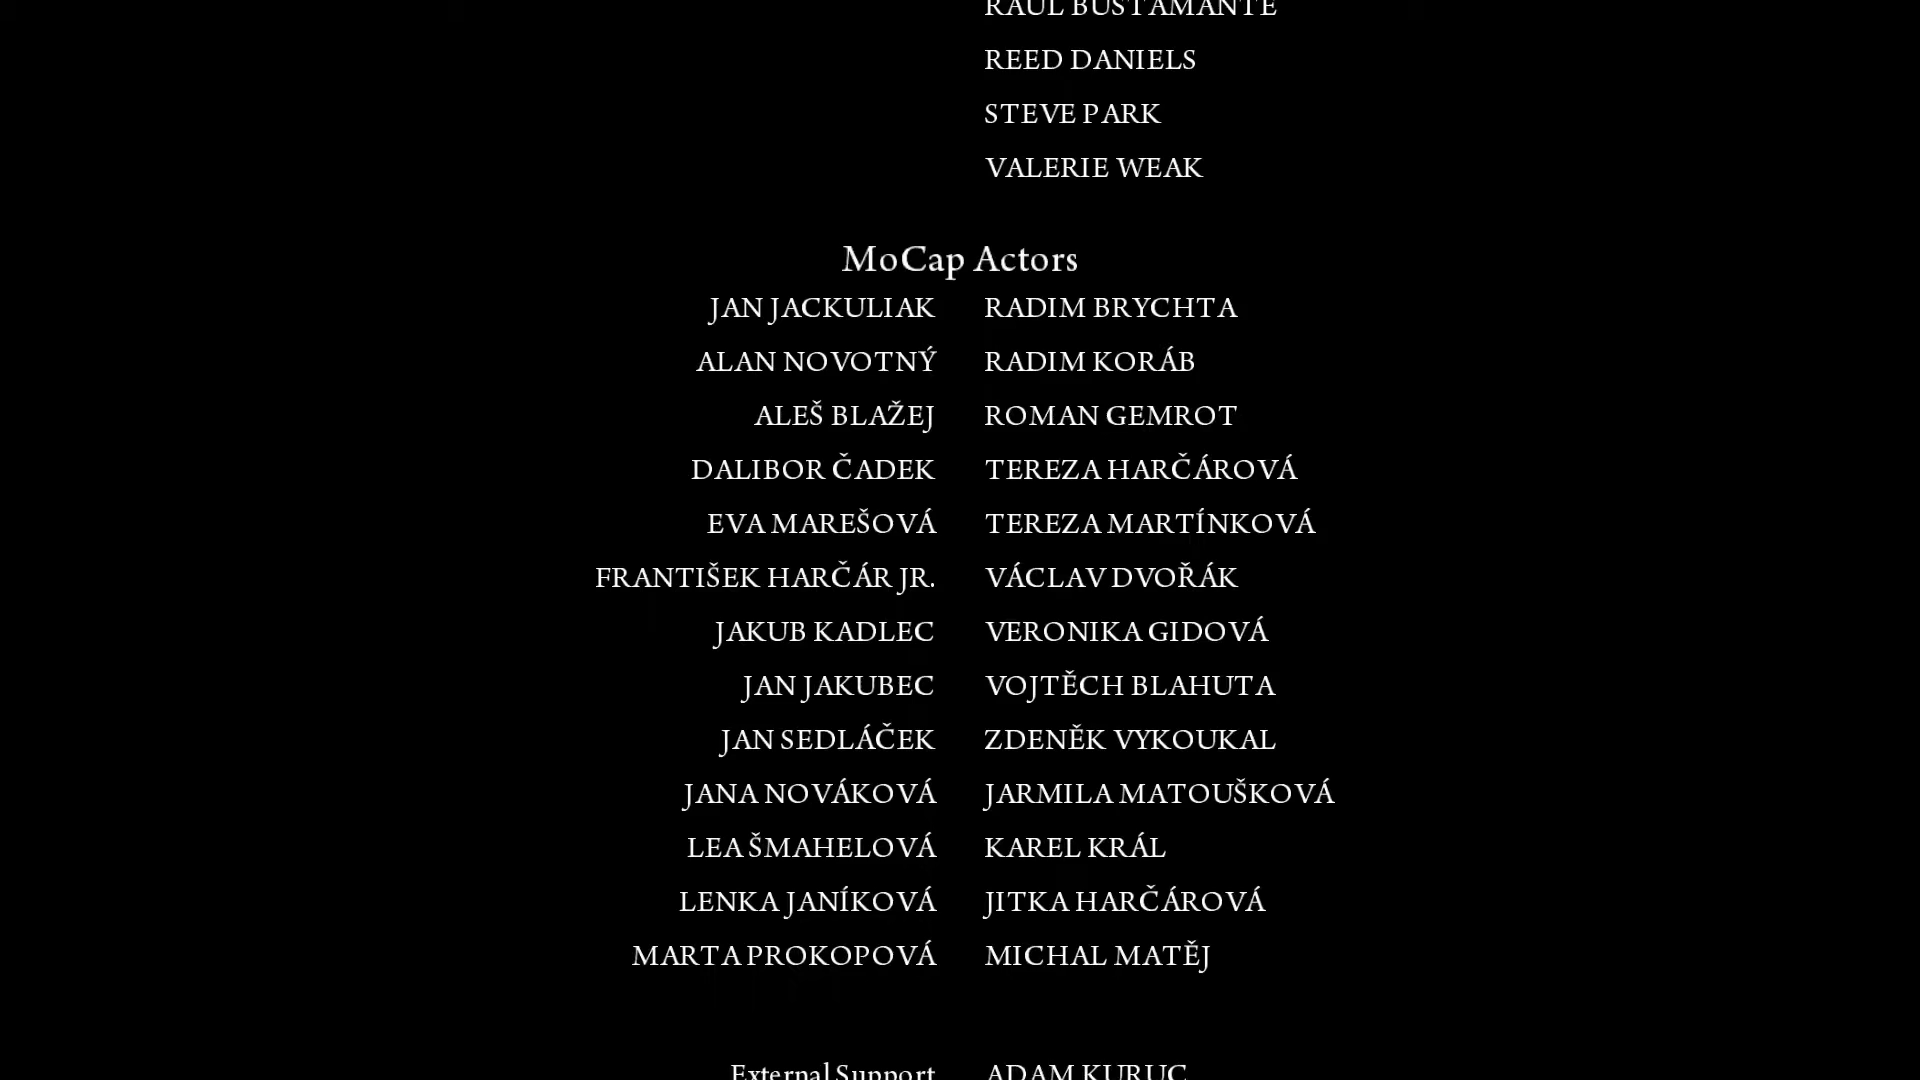 RAUL BUSTAMANTE
REED DANIELS
STEVE PARK
VALERIE WEAK
MoCap Actors
JAN JACKULIAK RADIM BRYCHTA
ALAN NOVOTNÝ RADIM KORÁB
ALEŠ BLAŽEJ ROMAN GEMROT
DALIBOR ČADEK TEREZA HARČÁROVÁ
EVA MAREŠOVÁ TEREZA MARTÍNKOVÁ
FRANTIŠEK HARČÁR JR. VÁCLAV DVOŘÁK
JAKUB KADLEC VERONIKA GIDOVÁ
JAN JAKUBEC VOJTĚCH BLAHUTA
JAN SEDLÁČEK ZDENĚK VYKOUKAL
JANA NOVÁKOVÁ JARMILA MATOUŠKOVÁ
LEA ŠMAHELOVÁ KAREL KRÁL
LENKA JANÍKOVÁ JITKA HARČÁROVÁ
MARTA PROKOPOVÁ MICHAL MATĚJ
External Support ADAM KURUC